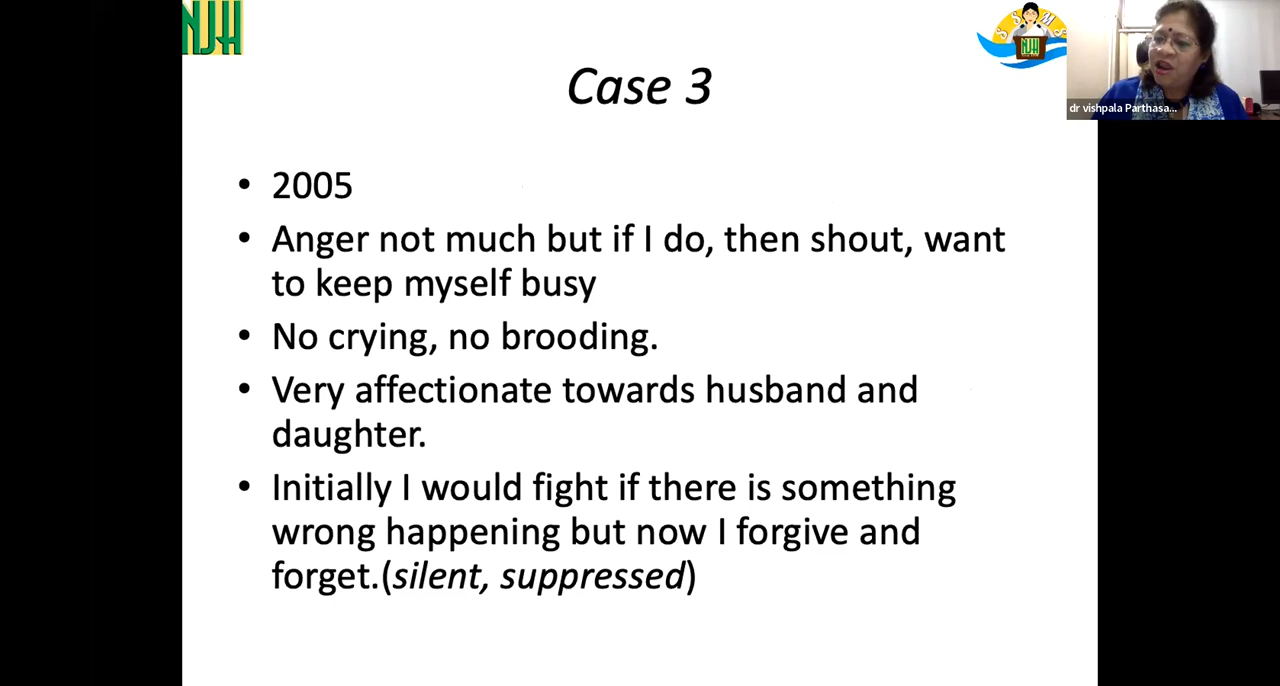 NJH
S S M S
NJH
dr vishpala Parthasa...
Case 3
• 2005
• Anger not much but if I do, then shout, want
to keep myself busy
• No crying, no brooding.
• Very affectionate towards husband and
daughter.
• Initially I would fight if there is something
wrong happening but now I forgive and
forget.(silent, suppressed)